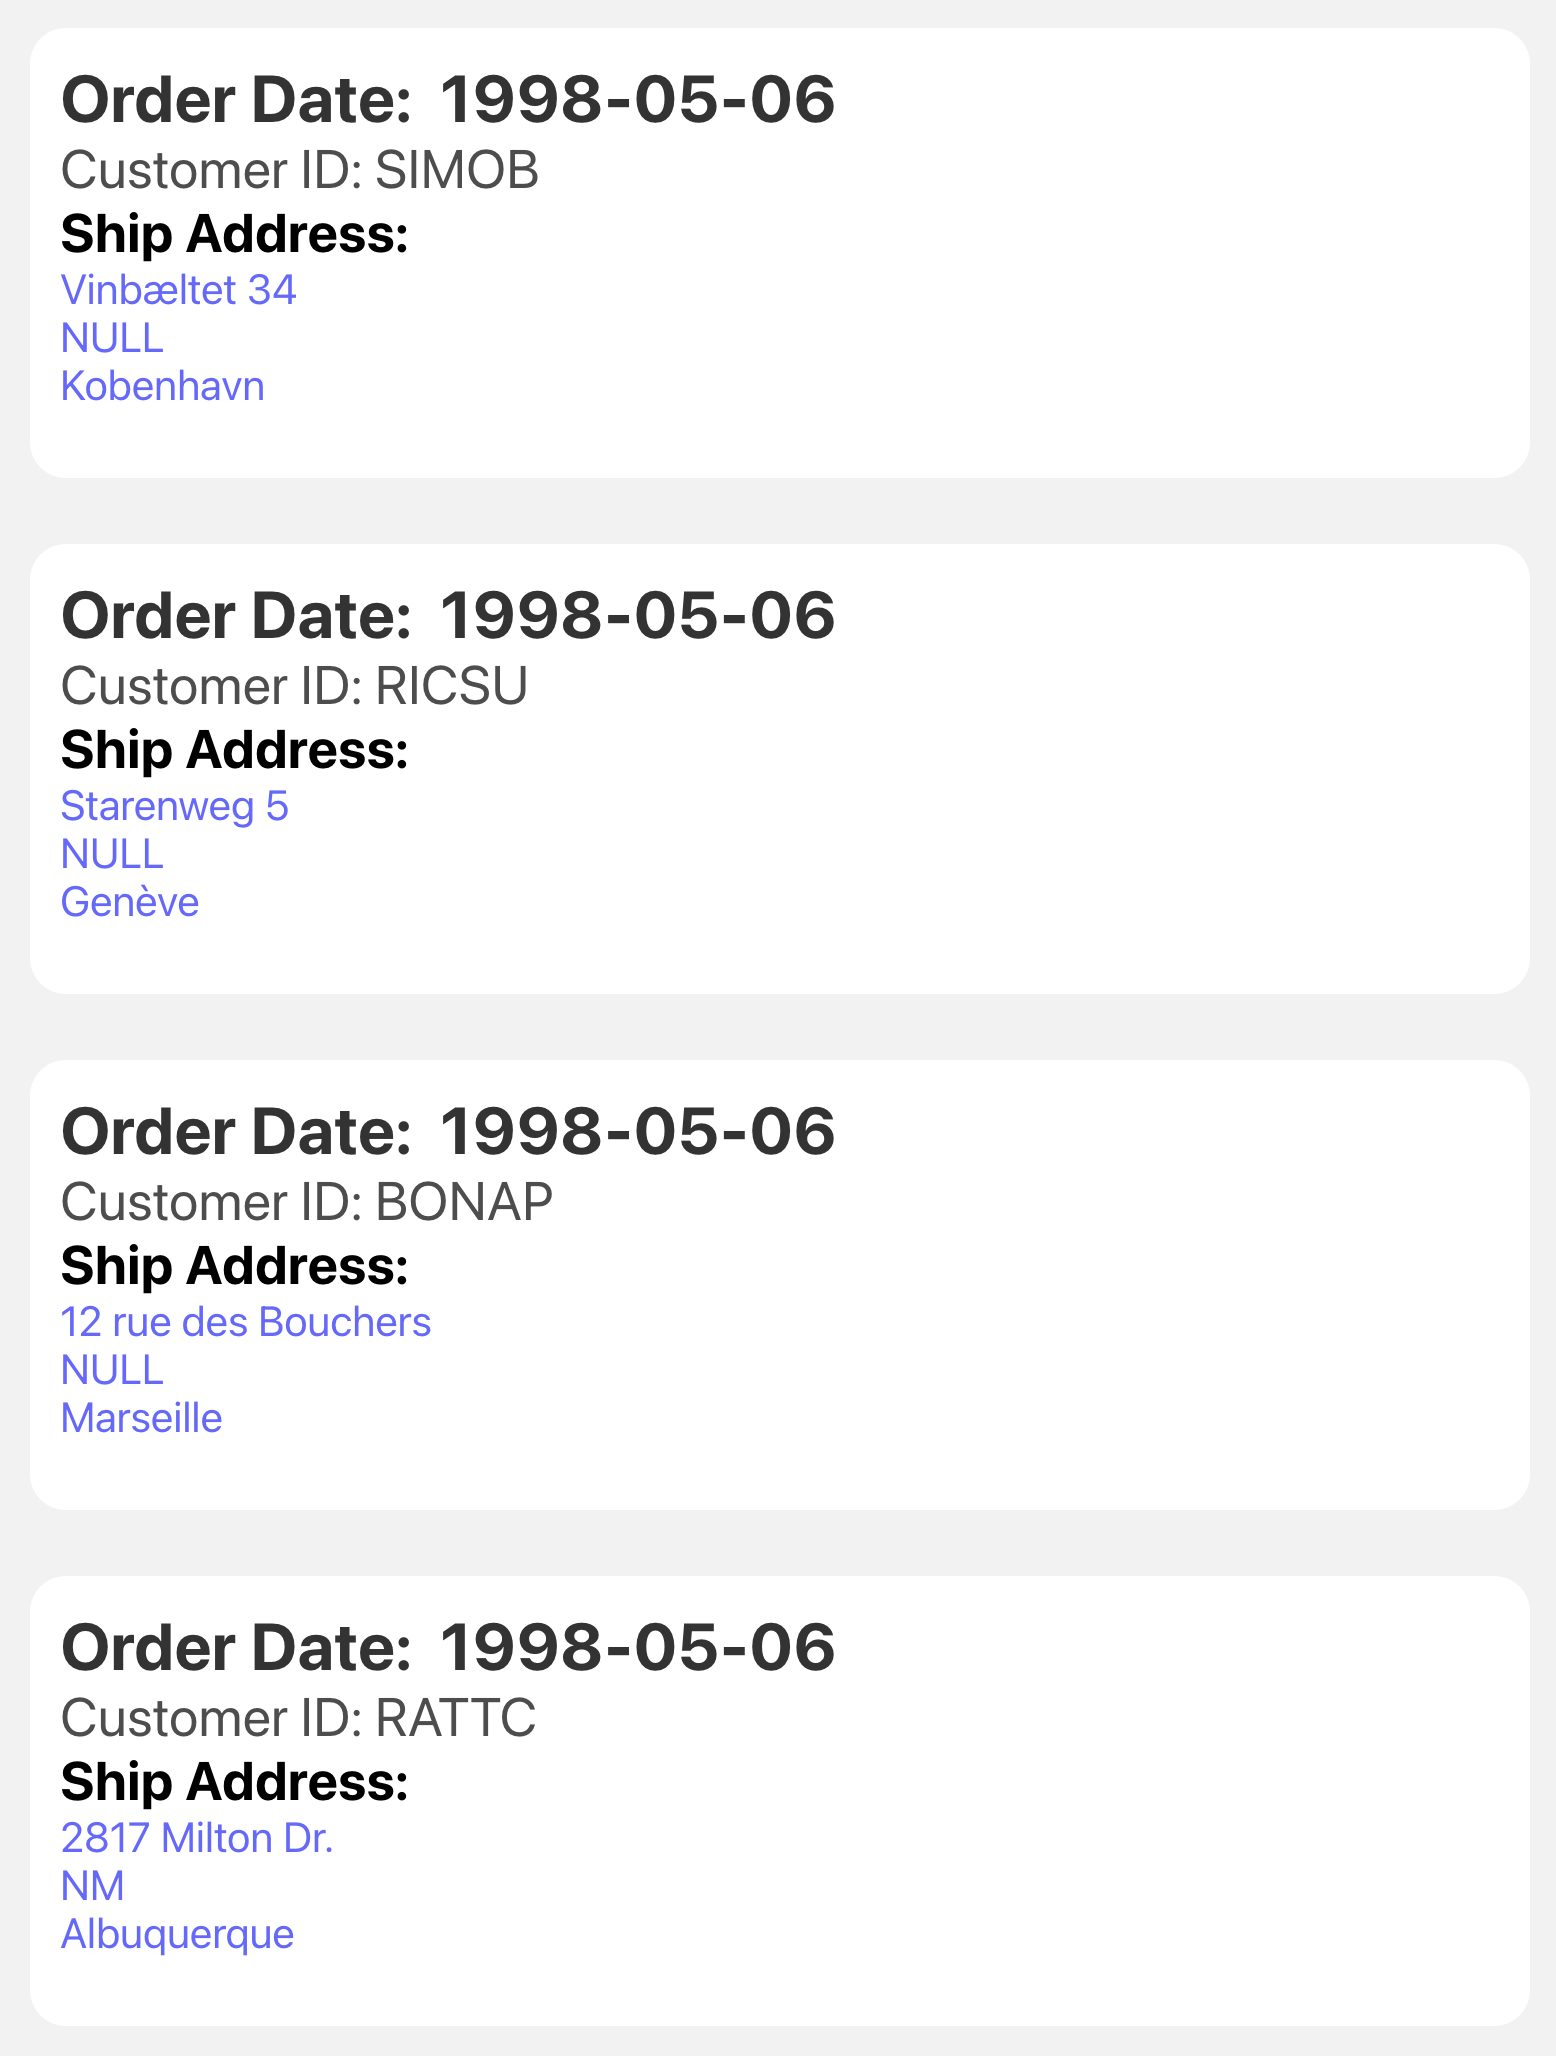 Order Date: 1998-05-06
Customer ID: SIMOB
Ship Address:
Vinbæltet 34
NULL
Kobenhavn
Order Date: 1998-05-06
Customer ID: RICSU
Ship Address:
Starenweg 5
NULL
Genève
Order Date: 1998-05-06
Customer ID: BONAP
Ship Address:
12 rue des Bouchers
NULL
Marseille
Order Date: 1998-05-06
Customer ID: RATTC
Ship Address:
2817 Milton Dr.
NM
Albuquerque